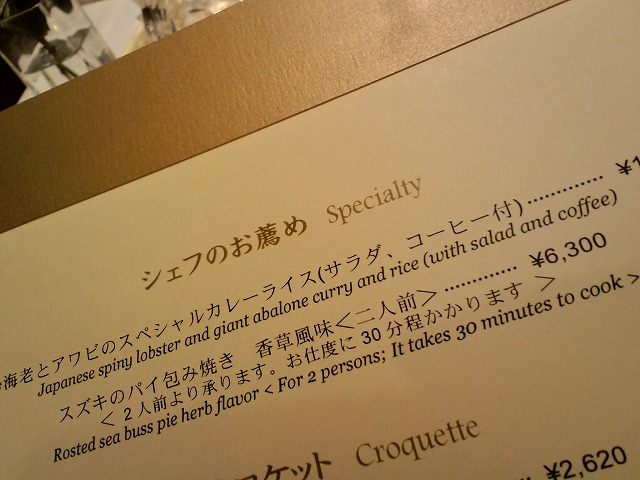 シェフのお薦め Specialty
海老とアワビのスペシャルカレーライス(サラダ、コーヒー付) ············· ¥1
Japanese spiny lobster and giant abalone curry and rice (with salad and coffee)
スズキのパイ包み焼き 香草風味<二人前> ············· ¥6,300
< 2人前より承ります。お仕度に30分程かかります >
Rosted sea buss pie herb flavor < For 2 persons; It takes 30 minutes to cook >
ロケット Croquette
¥2,620